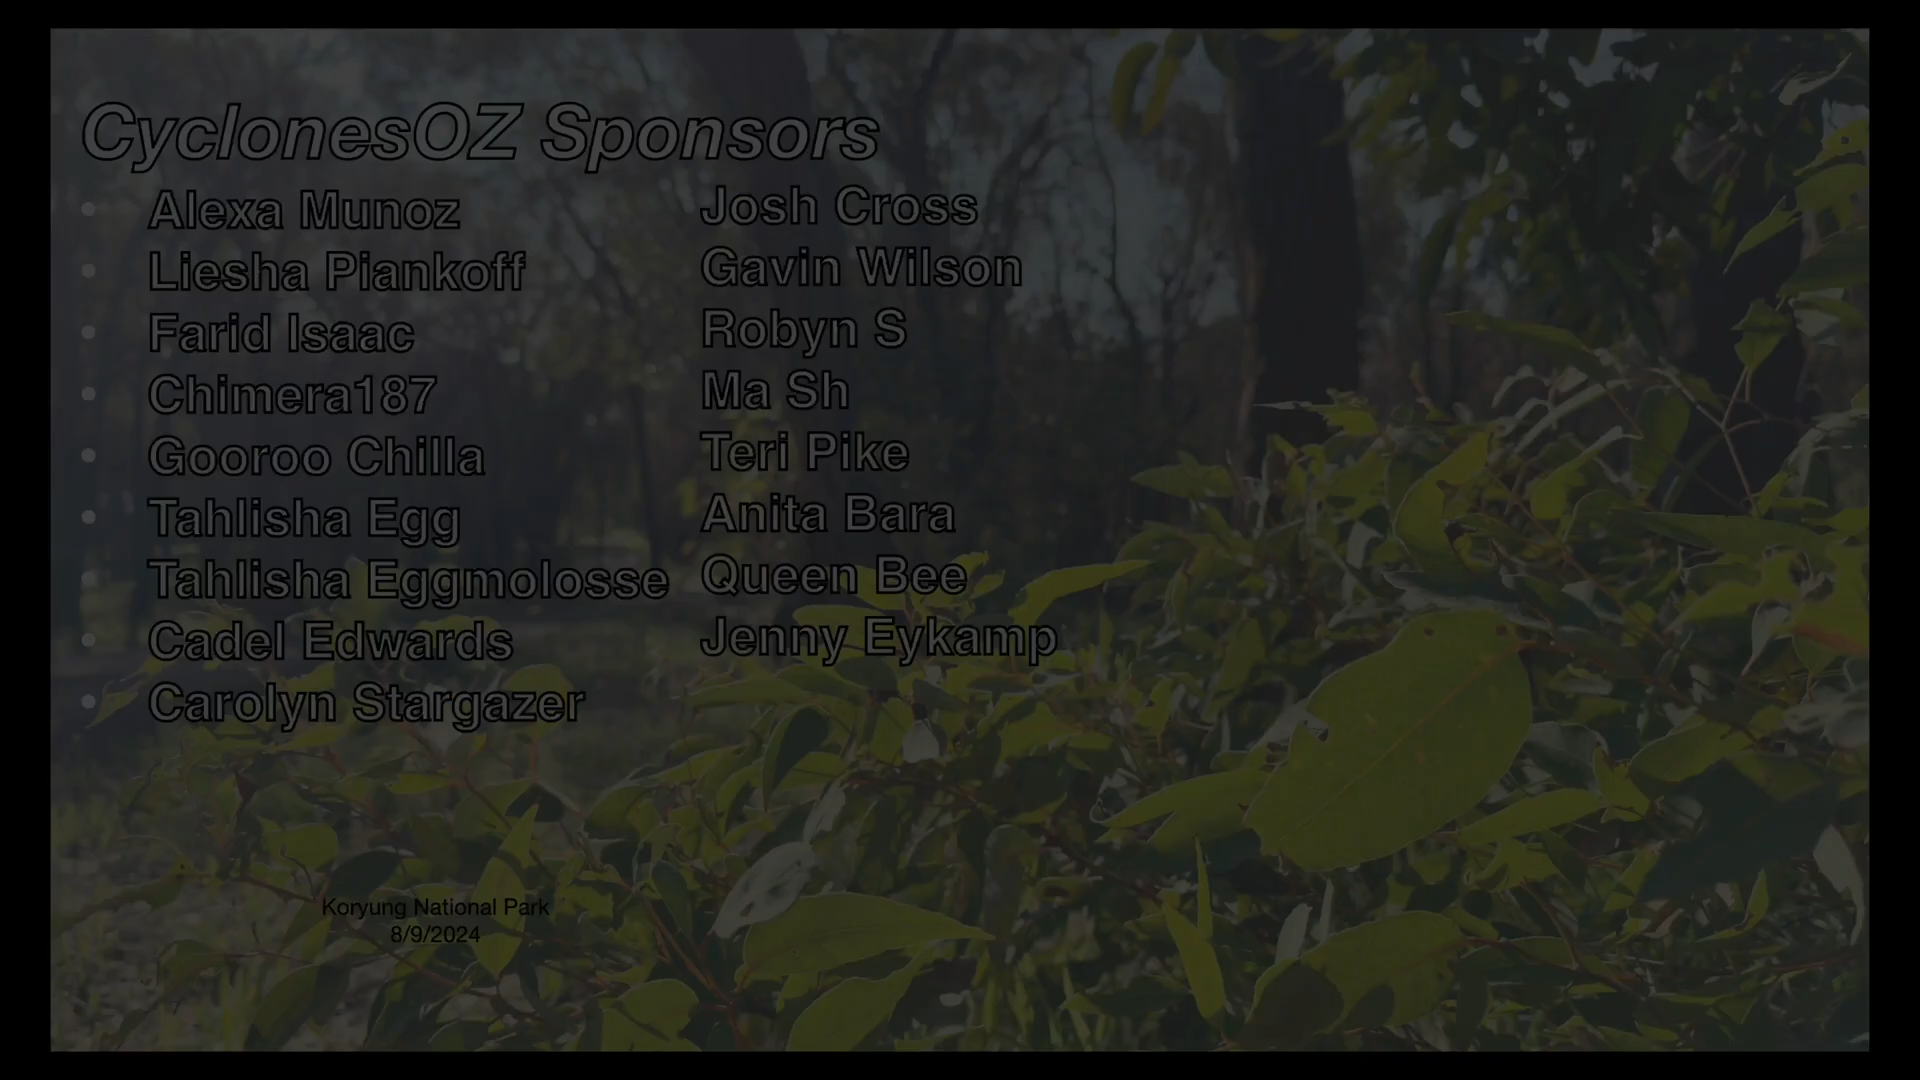 CyclonesOZ Sponsors
Alexa Munoz
Liesha Piankoff
Farid Isaac
Chimera187
Gooroo Chilla
Tahlisha Egg
Tahlisha Eggmolosse
Cadel Edwards
Carolyn Stargazer
Josh Cross
Gavin Wilson
Robyn S
Ma Sh
Teri Pike
Anita Bara
Queen Bee
Jenny Eykamp
Koryung National Park
8/9/2024